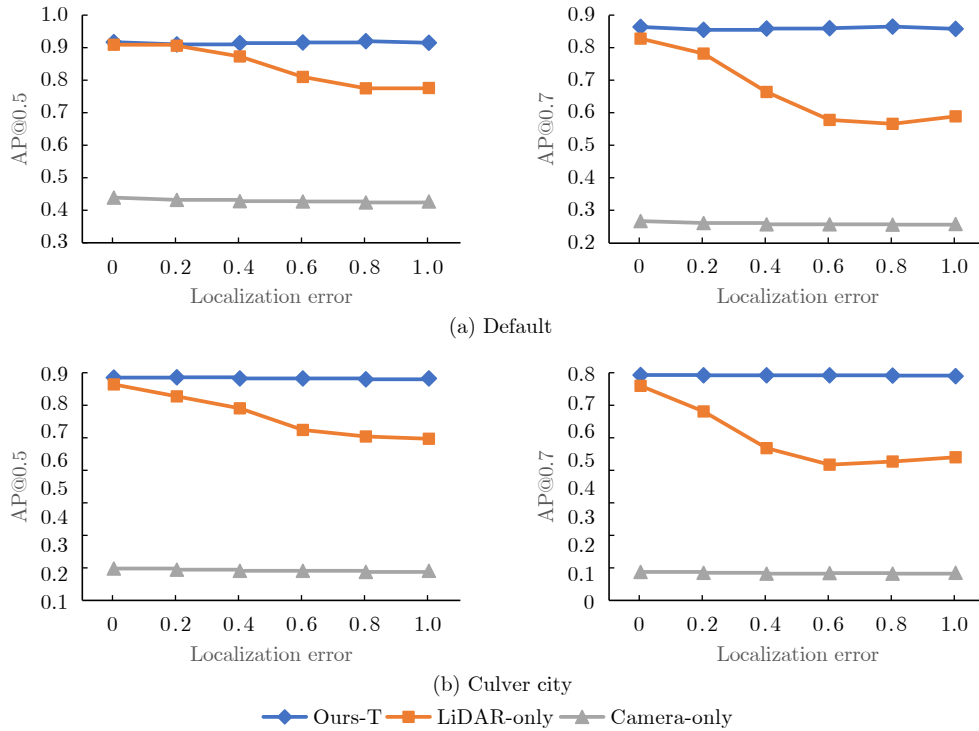 1.0
0.9
0.8
0.7
0.6
0.5
0.4
0.3
AP@0.5
0 0.2 0.4 0.6 0.8 1.0
Localization error
0.9
0.8
0.7
0.6
0.5
0.4
0.3
0.2
AP@0.7
0 0.2 0.4 0.6 0.8 1.0
Localization error
(a) Default
0.9
0.8
0.7
0.6
0.5
0.4
0.3
0.2
0.1
AP@0.5
0 0.2 0.4 0.6 0.8 1.0
Localization error
0.8
0.7
0.6
0.5
0.4
0.3
0.2
0.1
0
AP@0.7
0 0.2 0.4 0.6 0.8 1.0
Localization error
(b) Culver city
Ours-T LiDAR-only Camera-only